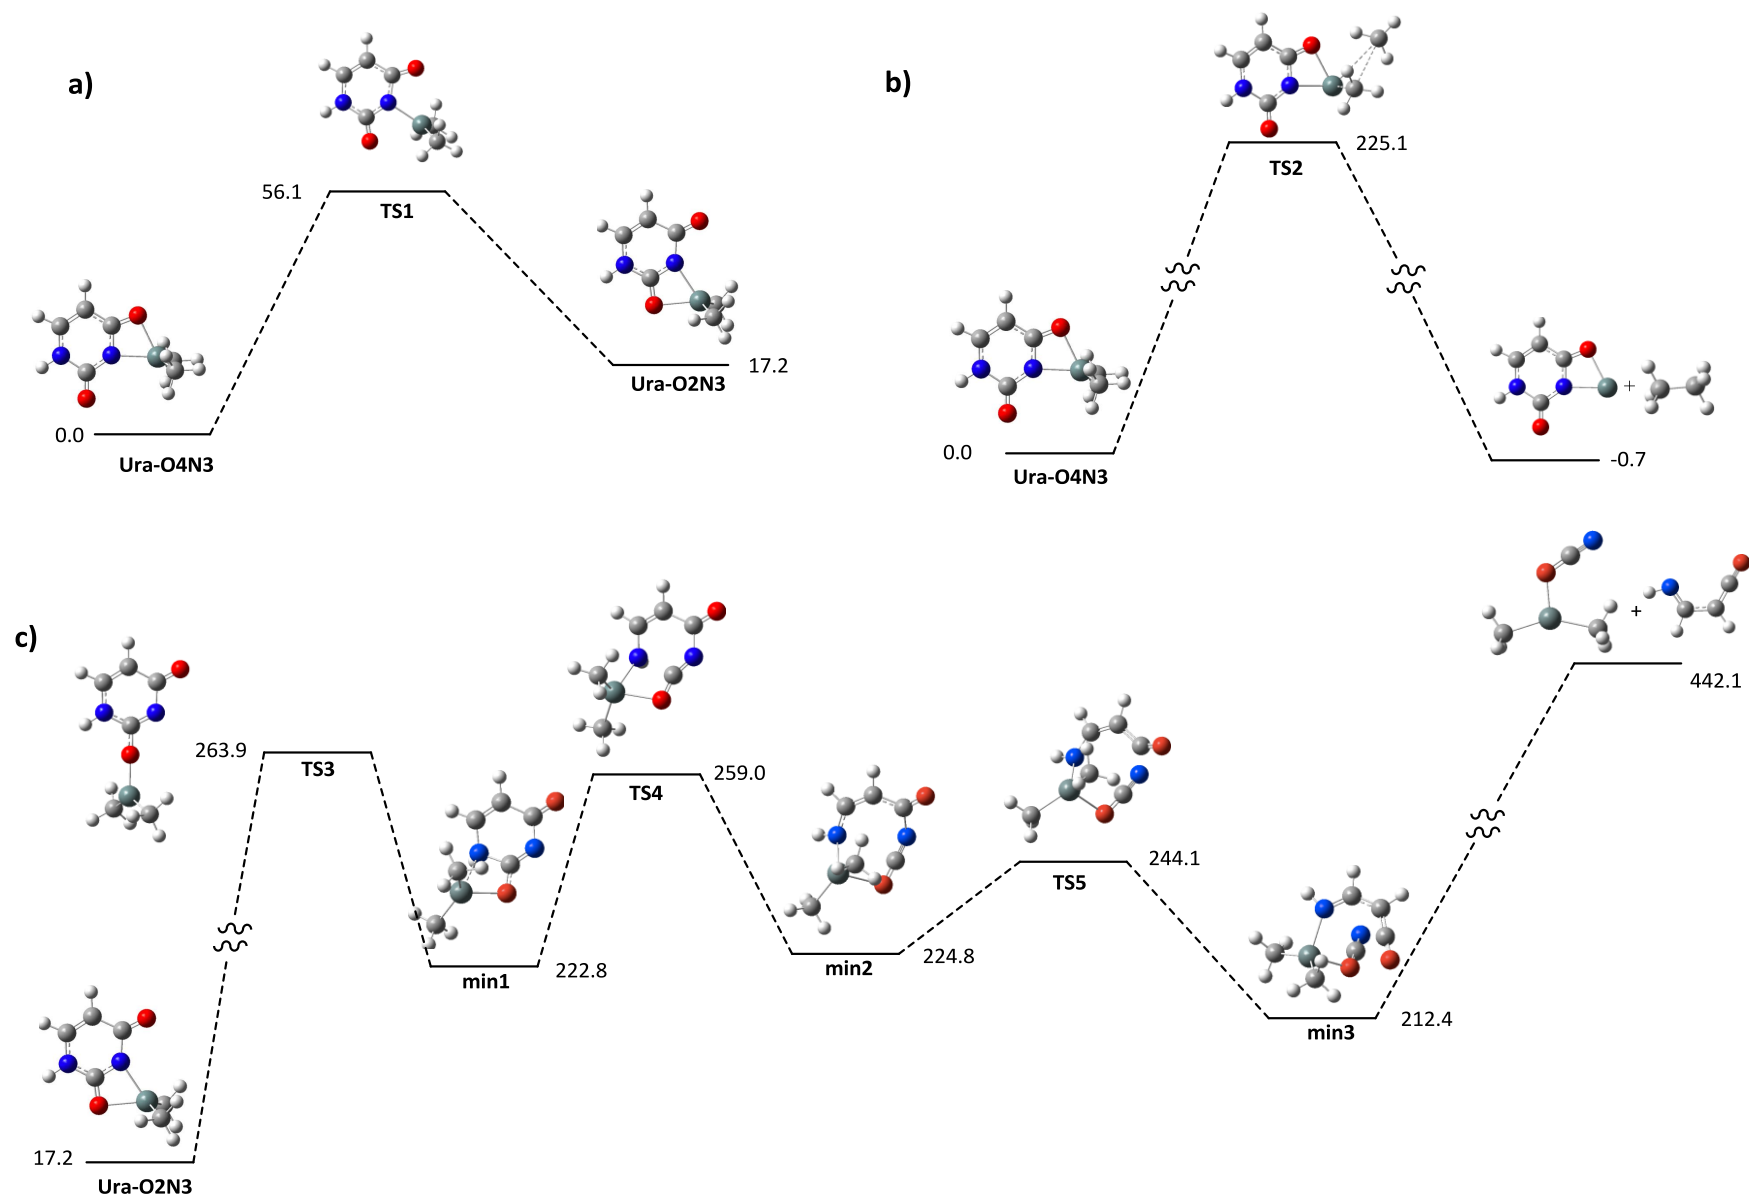 a)
56.1
TS1
17.2
Ura-O2N3
0.0
Ura-O4N3
b)
225.1
TS2
0.0
Ura-O4N3
+
-0.7
c)
263.9
TS3
17.2
Ura-O2N3
min1
222.8
259.0
TS4
min2
224.8
244.1
TS5
min3
212.4
+
442.1